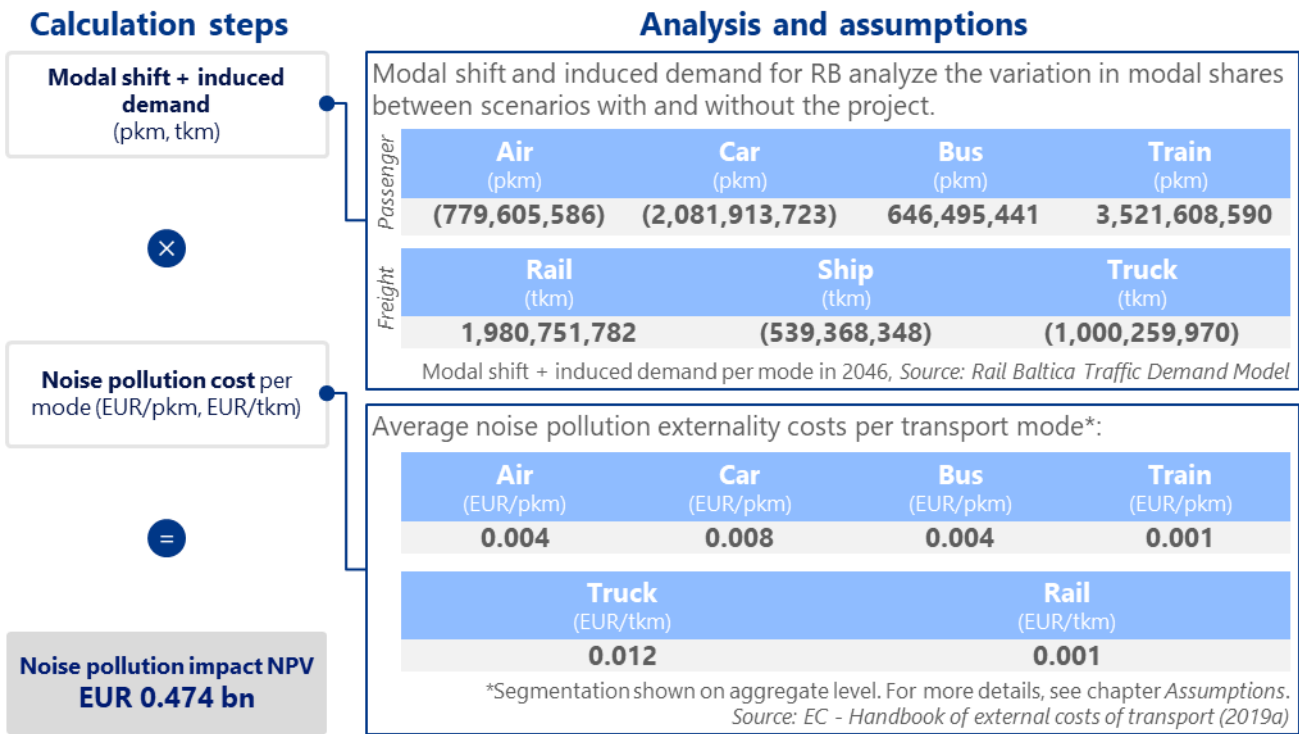 Calculation steps
Modal shift + induced
demand
(pkm, tkm)
×
Noise pollution cost per
mode (EUR/pkm, EUR/tkm)
=
Noise pollution impact NPV
EUR 0.474 bn
Analysis and assumptions
Modal shift and induced demand for RB analyze the variation in modal shares
between scenarios with and without the project.
Passenger
Air Car Bus Train
(pkm) (pkm) (pkm) (pkm)
(779,605,586) (2,081,913,723) 646,495,441 3,521,608,590
Freight
Rail Ship Truck
(tkm) (tkm) (tkm)
1,980,751,782 (539,368,348) (1,000,259,970)
Modal shift + induced demand per mode in 2046, Source: Rail Baltica Traffic Demand Model
Average noise pollution externality costs per transport mode*:
Air Car Bus Train
(EUR/pkm) (EUR/pkm) (EUR/pkm) (EUR/pkm)
0.004 0.008 0.004 0.001
Truck Rail
(EUR/tkm) (EUR/tkm)
0.012 0.001
*Segmentation shown on aggregate level. For more details, see chapter Assumptions.
Source: EC - Handbook of external costs of transport (2019a)